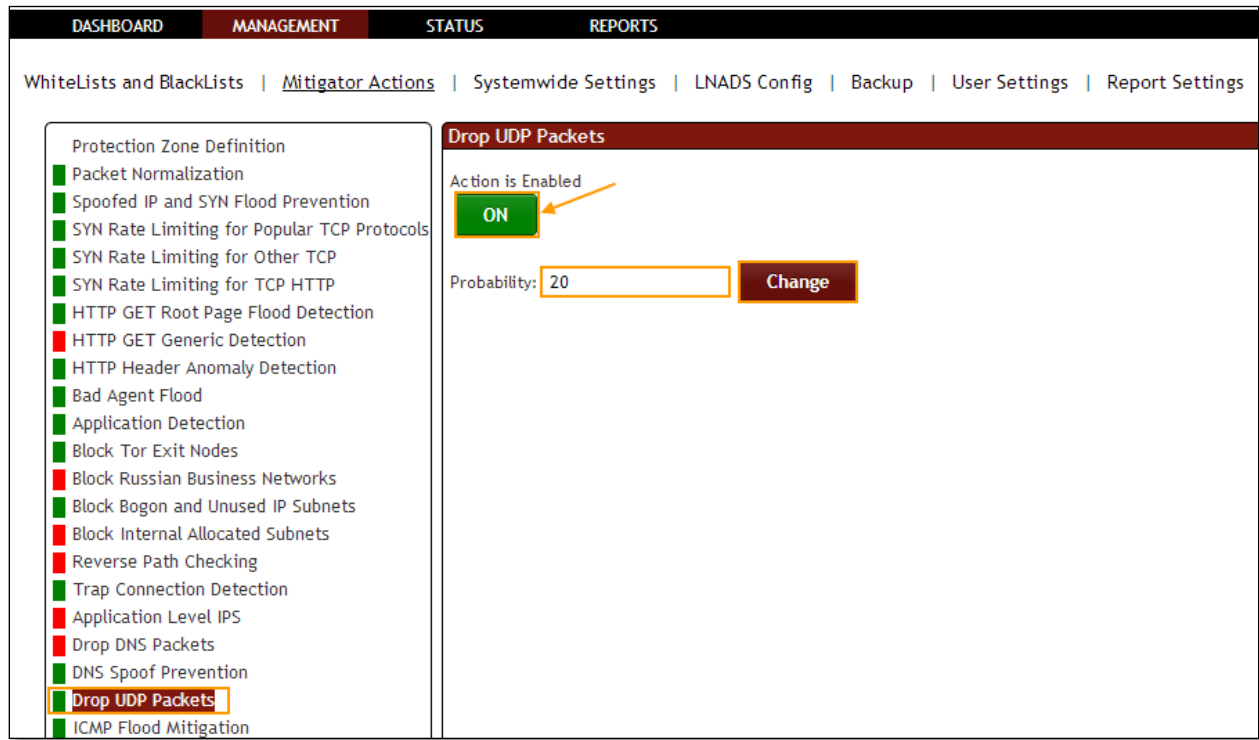 DASHBOARD MANAGEMENT STATUS REPORTS
WhiteLists and BlackLists | Mitigator Actions | Systemwide Settings | LNADS Config | Backup | User Settings | Report Settings
Protection Zone Definition
Packet Normalization
Spoofed IP and SYN Flood Prevention
SYN Rate Limiting for Popular TCP Protocols
SYN Rate Limiting for Other TCP
SYN Rate Limiting for TCP HTTP
HTTP GET Root Page Flood Detection
HTTP GET Generic Detection
HTTP Header Anomaly Detection
Bad Agent Flood
Application Detection
Block Tor Exit Nodes
Block Russian Business Networks
Block Bogon and Unused IP Subnets
Block Internal Allocated Subnets
Reverse Path Checking
Trap Connection Detection
Application Level IPS
Drop DNS Packets
DNS Spoof Prevention
Drop UDP Packets
ICMP Flood Mitigation
Drop UDP Packets
Action is Enabled
ON
Probability: 20 Change